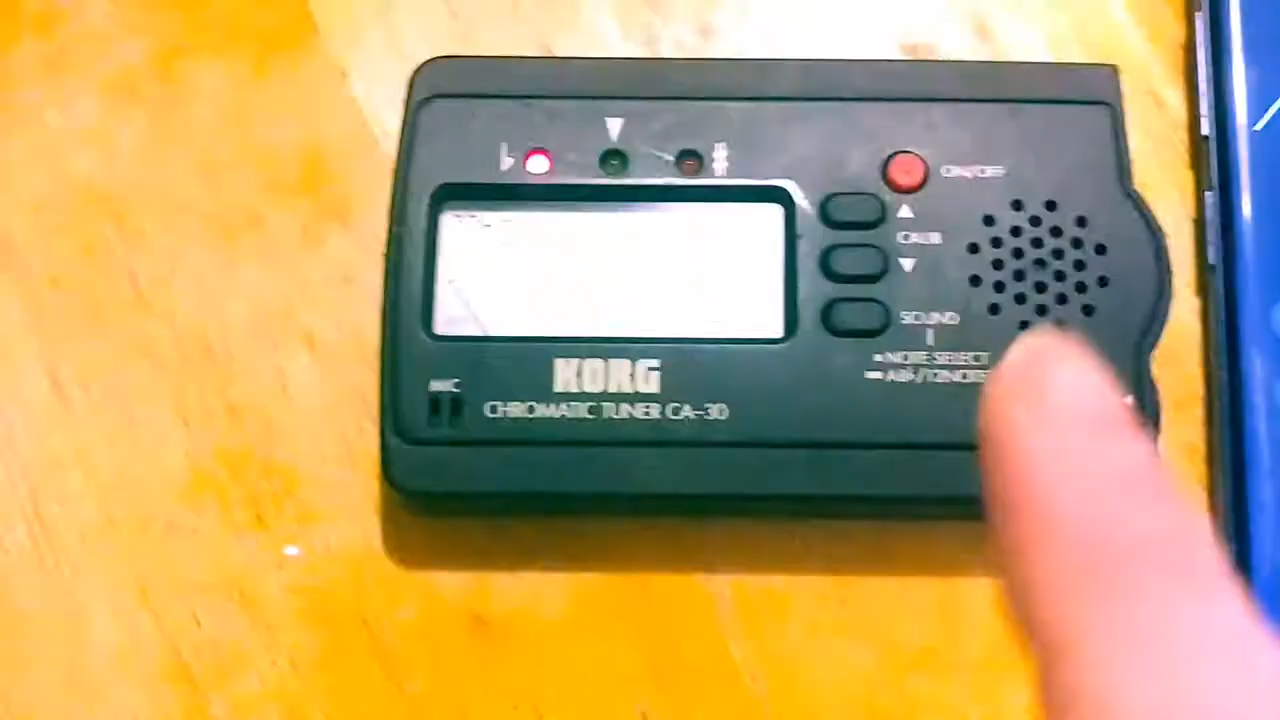 ON/OFF
CALIB
SOUND
NOTE SELECT
MIC
KORG
CHROMATIC TUNER CA-30